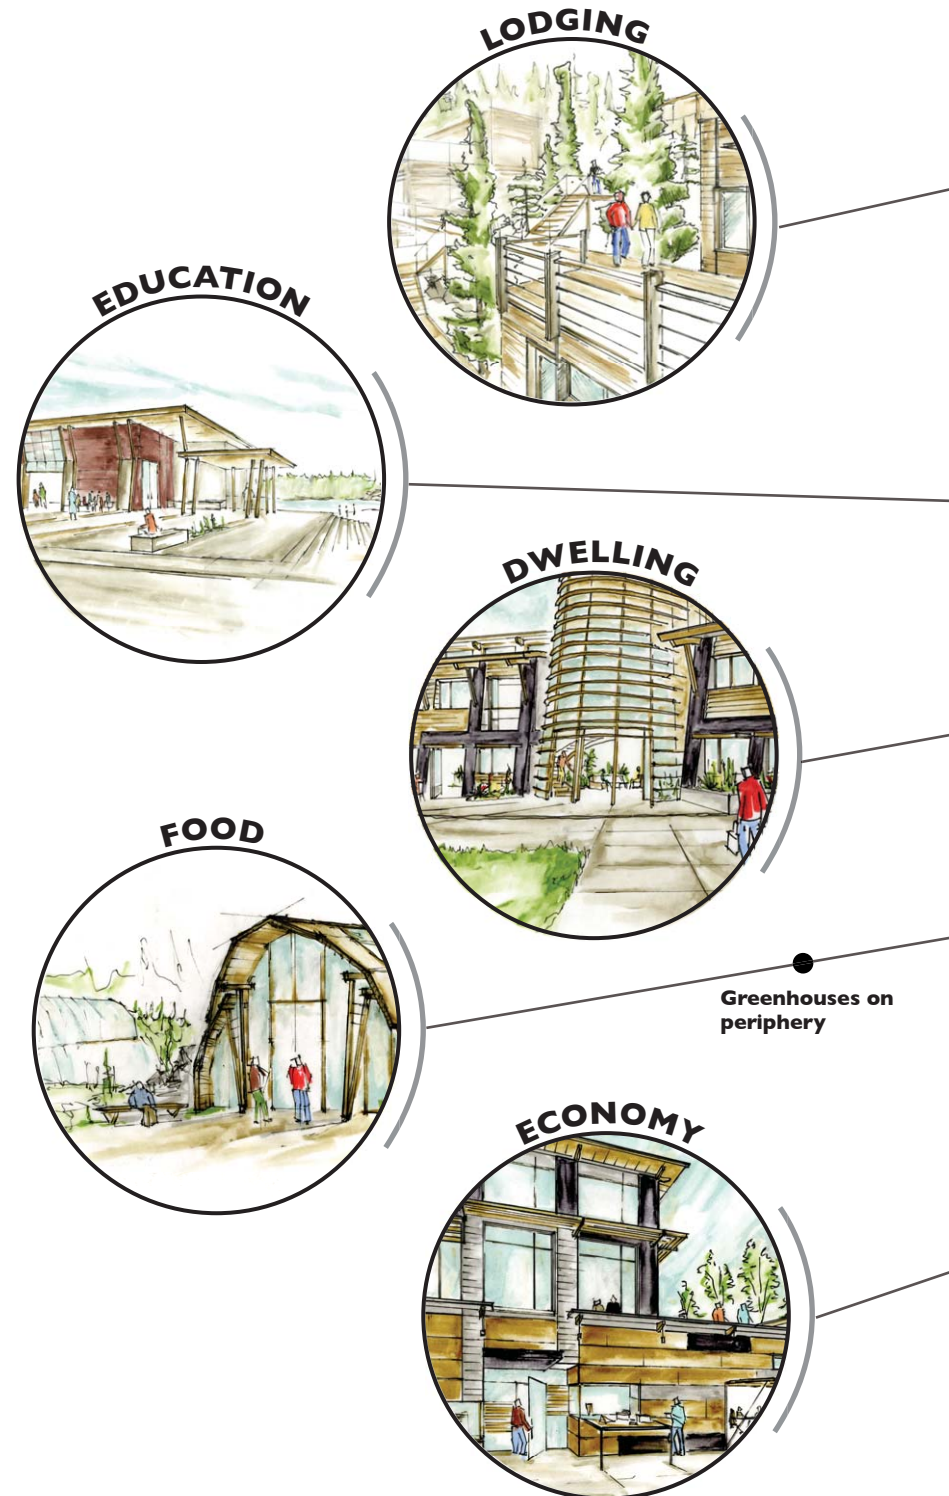 LODGING
EDUCATION
DWELLING
FOOD
Greenhouses on
periphery
ECONOMY